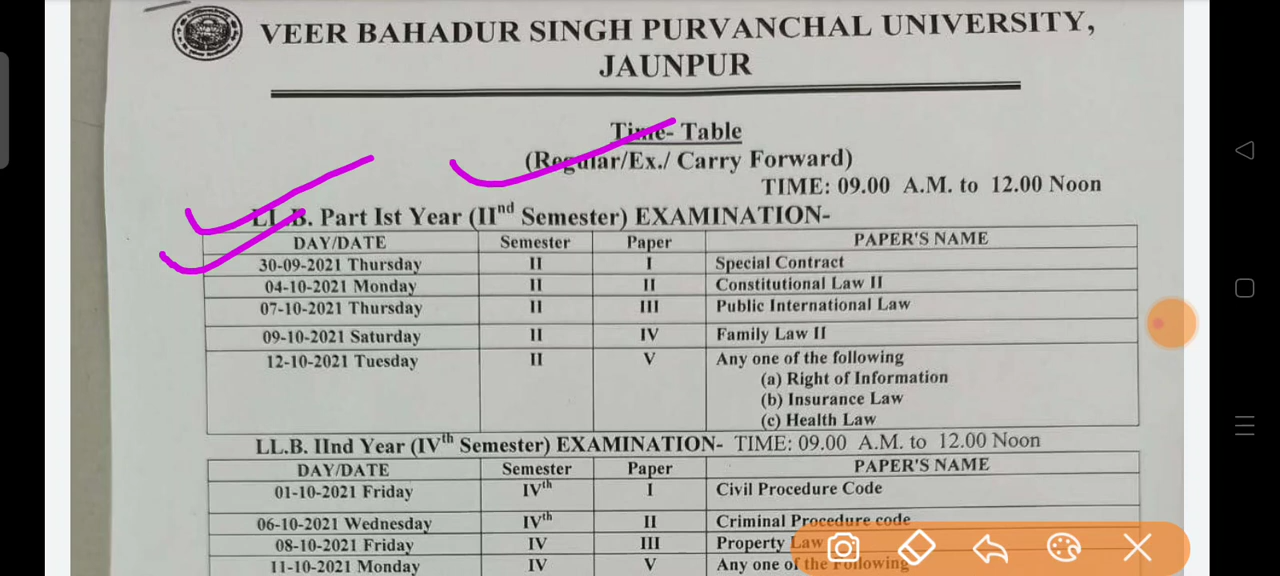 VEER BAHADUR SINGH PURVANCHAL UNIVERSITY,
JAUNPUR
Time- Table
(Regular/Ex./ Carry Forward)
TIME: 09.00 A.M. to 12.00 Noon
LL.B. Part Ist Year (IInd Semester) EXAMINATION-
DAY/DATE Semester Paper PAPER'S NAME
30-09-2021 Thursday II I Special Contract
04-10-2021 Monday II II Constitutional Law II
07-10-2021 Thursday II III Public International Law
09-10-2021 Saturday II IV Family Law II
12-10-2021 Tuesday II V Any one of the following
(a) Right of Information
(b) Insurance Law
(c) Health Law
LL.B. IInd Year (IVth Semester) EXAMINATION- TIME: 09.00 A.M. to 12.00 Noon
DAY/DATE Semester Paper PAPER'S NAME
01-10-2021 Friday IVth I Civil Procedure Code
06-10-2021 Wednesday IVth II Criminal Procedure code
08-10-2021 Friday IV III Property Law
11-10-2021 Monday IV V Any one of the Following